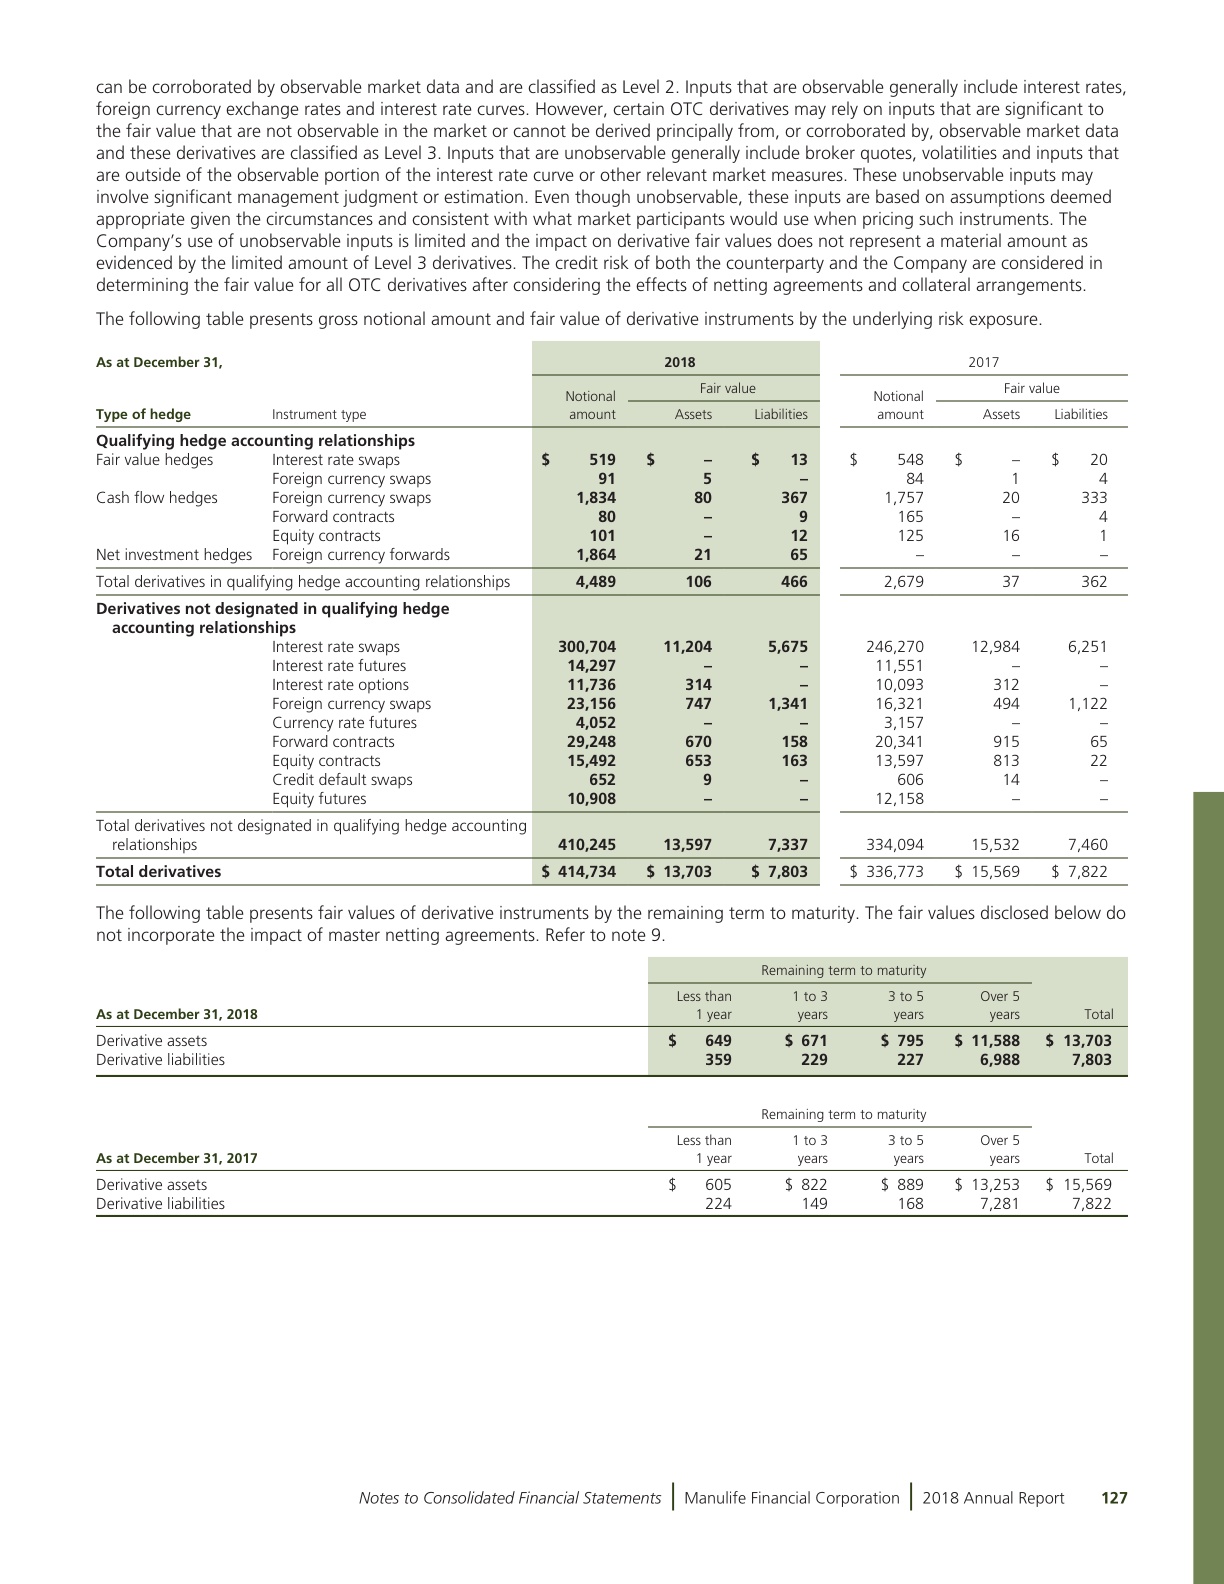 can be corroborated by observable market data and are classified as Level 2. Inputs that are observable generally include interest rates,
foreign currency exchange rates and interest rate curves. However, certain OTC derivatives may rely on inputs that are significant to
the fair value that are not observable in the market or cannot be derived principally from, or corroborated by, observable market data
and these derivatives are classified as Level 3. Inputs that are unobservable generally include broker quotes, volatilities and inputs that
are outside of the observable portion of the interest rate curve or other relevant market measures. These unobservable inputs may
involve significant management judgment or estimation. Even though unobservable, these inputs are based on assumptions deemed
appropriate given the circumstances and consistent with what market participants would use when pricing such instruments. The
Company's use of unobservable inputs is limited and the impact on derivative fair values does not represent a material amount as
evidenced by the limited amount of Level 3 derivatives. The credit risk of both the counterparty and the Company are considered in
determining the fair value for all OTC derivatives after considering the effects of netting agreements and collateral arrangements.
The following table presents gross notional amount and fair value of derivative instruments by the underlying risk exposure.
As at December 31, 2018 2017
Fair value Fair value
Notional Notional
Type of hedge Instrument type amount Assets Liabilities amount Assets Liabilities
Qualifying hedge accounting relationships
Fair value hedges Interest rate swaps $ 519 $ – $ 13 $ 548 $ – $ 20
Foreign currency swaps 91 5 – 84 1 4
Cash flow hedges Foreign currency swaps 1,834 80 367 1,757 20 333
Forward contracts 80 – 9 165 – 4
Equity contracts 101 – 12 125 16 1
Net investment hedges Foreign currency forwards 1,864 21 65 – – –
Total derivatives in qualifying hedge accounting relationships 4,489 106 466 2,679 37 362
Derivatives not designated in qualifying hedge
accounting relationships
Interest rate swaps 300,704 11,204 5,675 246,270 12,984 6,251
Interest rate futures 14,297 – – 11,551 – –
Interest rate options 11,736 314 – 10,093 312 –
Foreign currency swaps 23,156 747 1,341 16,321 494 1,122
Currency rate futures 4,052 – – 3,157 – –
Forward contracts 29,248 670 158 20,341 915 65
Equity contracts 15,492 653 163 13,597 813 22
Credit default swaps 652 9 – 606 14 –
Equity futures 10,908 – – 12,158 – –
Total derivatives not designated in qualifying hedge accounting
relationships 410,245 13,597 7,337 334,094 15,532 7,460
Total derivatives $ 414,734 $ 13,703 $ 7,803 $ 336,773 $ 15,569 $ 7,822
The following table presents fair values of derivative instruments by the remaining term to maturity. The fair values disclosed below do
not incorporate the impact of master netting agreements. Refer to note 9.
Remaining term to maturity
Less than 1 to 3 3 to 5 Over 5
As at December 31, 2018 1 year years years years Total
Derivative assets $ 649 $ 671 $ 795 $ 11,588 $ 13,703
Derivative liabilities 359 229 227 6,988 7,803
Remaining term to maturity
Less than 1 to 3 3 to 5 Over 5
As at December 31, 2017 1 year years years years Total
Derivative assets $ 605 $ 822 $ 889 $ 13,253 $ 15,569
Derivative liabilities 224 149 168 7,281 7,822
Notes to Consolidated Financial Statements | Manulife Financial Corporation | 2018 Annual Report 127